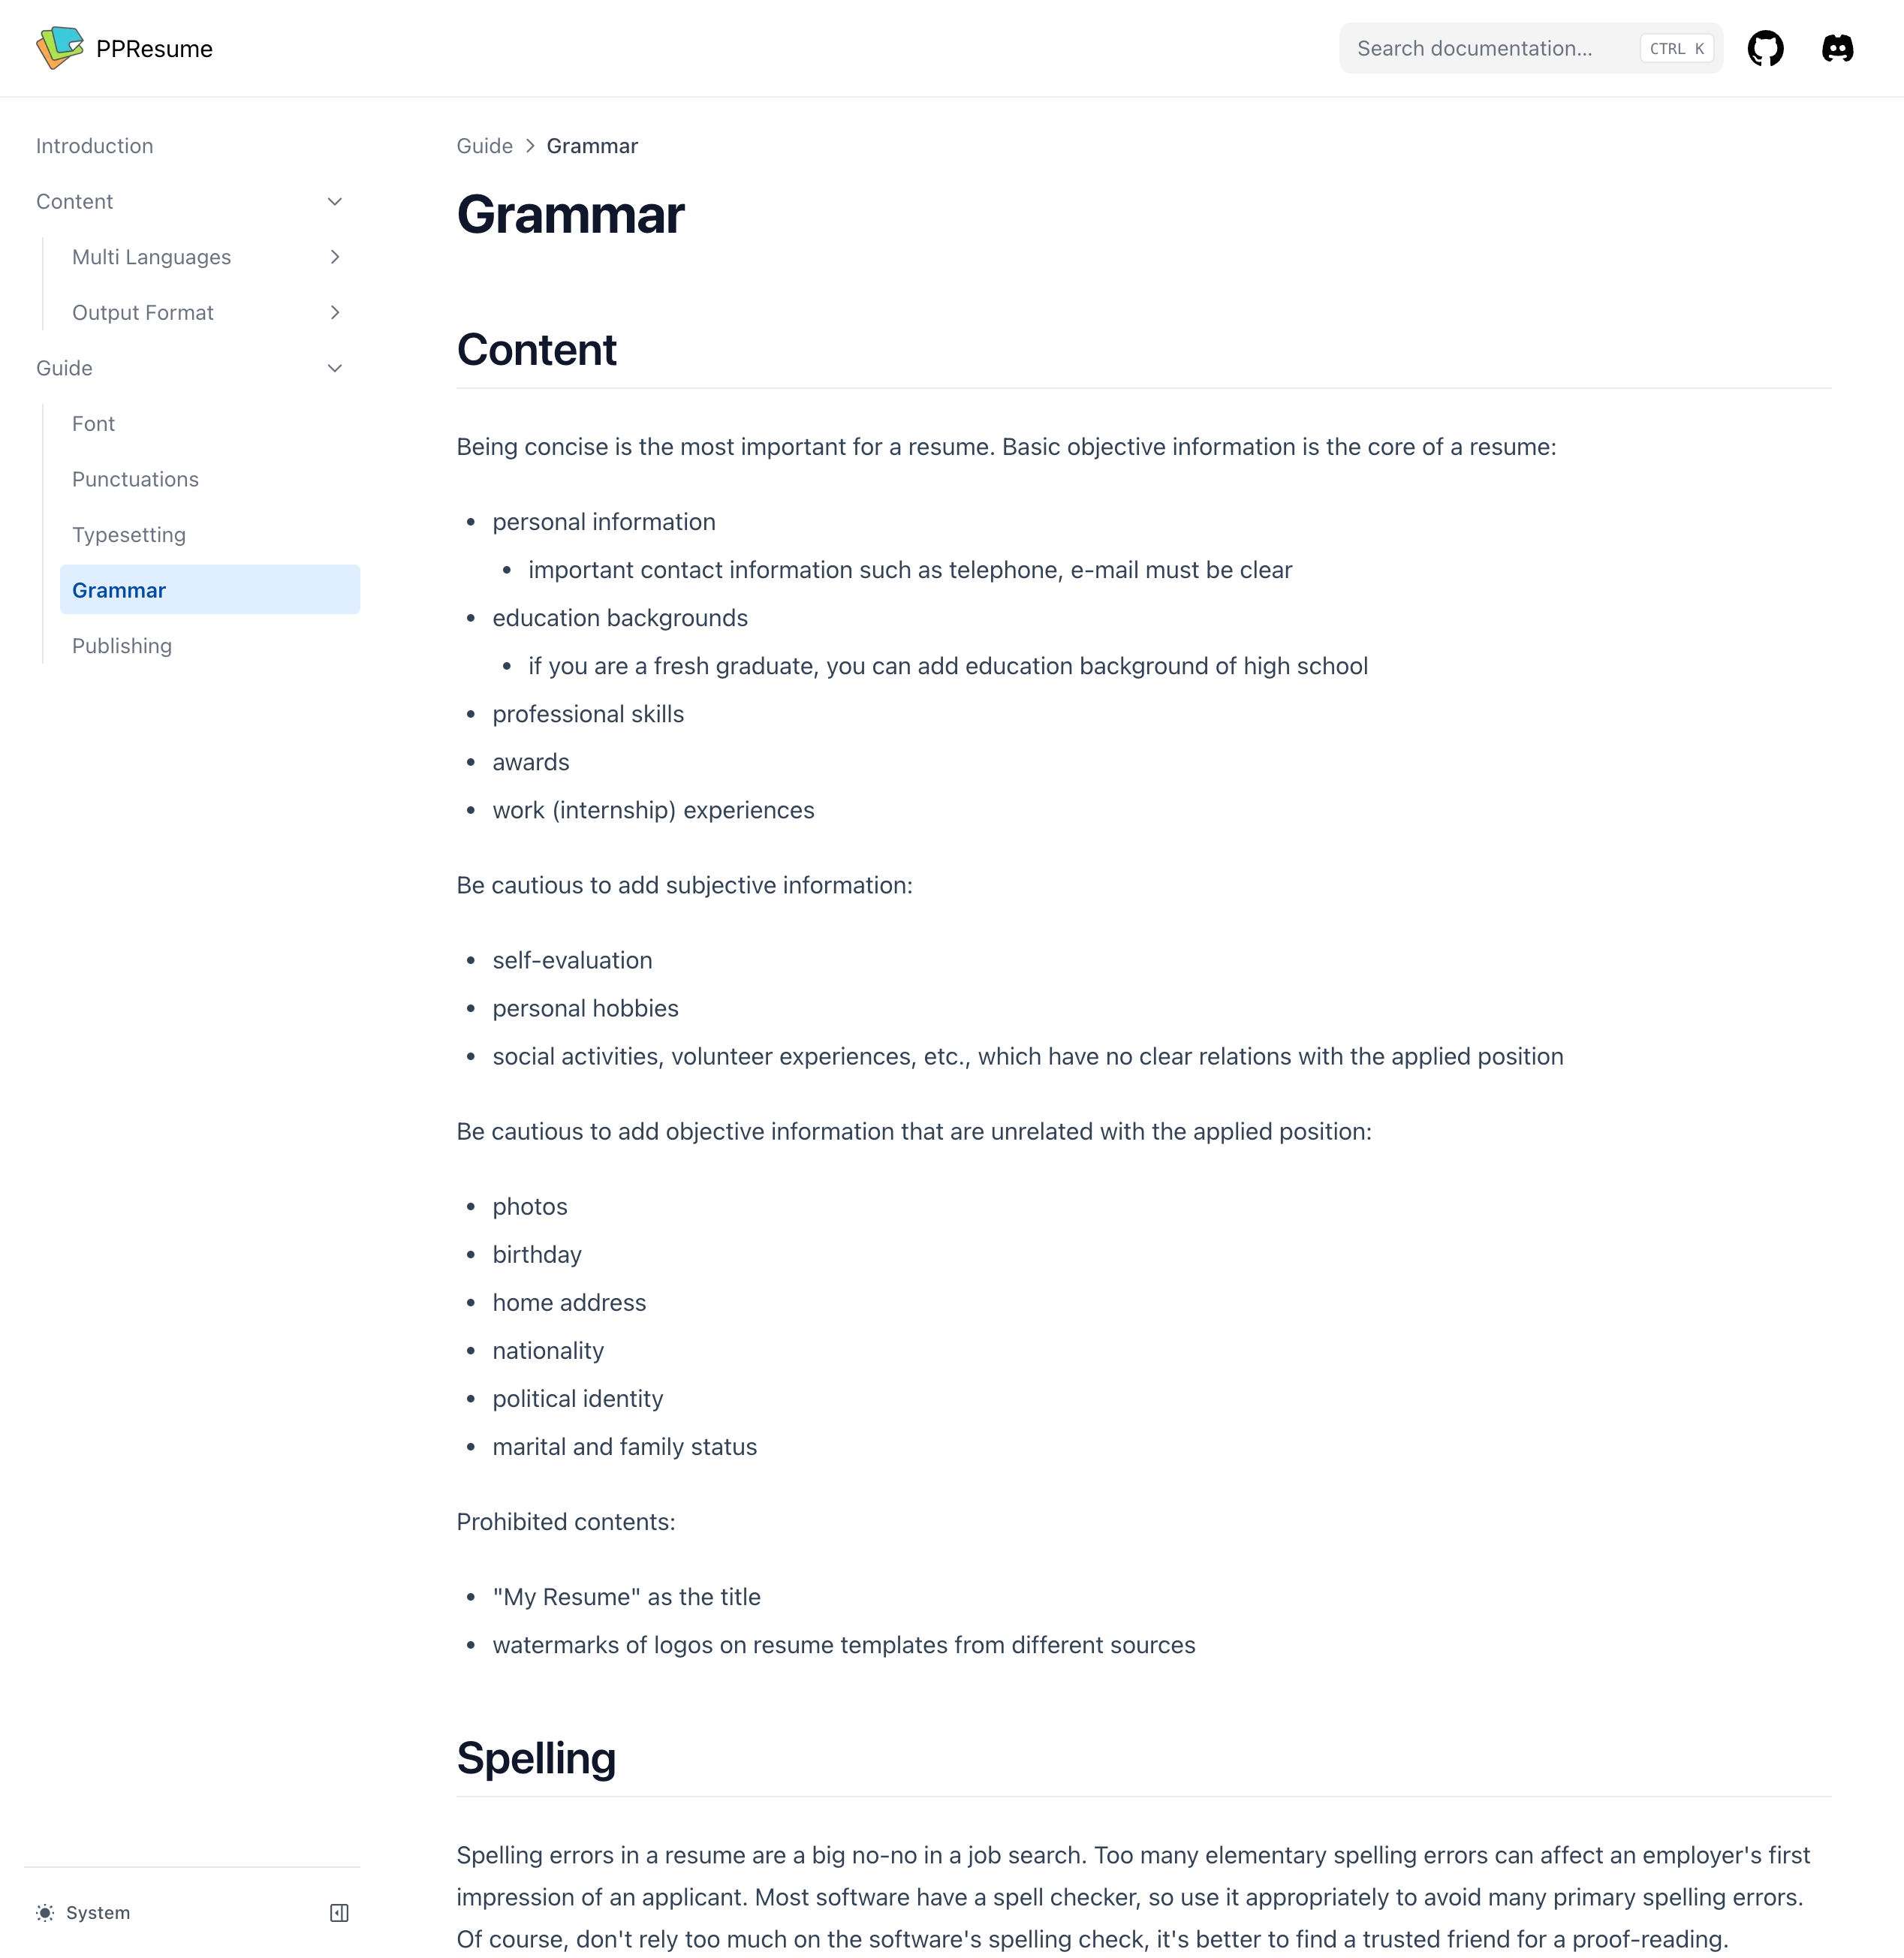 PPResume
Search documentation...
CTRL K
Introduction
Content
Multi Languages
Output Format
Guide
Font
Punctuations
Typesetting
Grammar
Publishing
System
Guide > Grammar
Grammar
Content
Being concise is the most important for a resume. Basic objective information is the core of a resume:
• personal information
• important contact information such as telephone, e-mail must be clear
• education backgrounds
• if you are a fresh graduate, you can add education background of high school
• professional skills
• awards
• work (internship) experiences
Be cautious to add subjective information:
• self-evaluation
• personal hobbies
• social activities, volunteer experiences, etc., which have no clear relations with the applied position
Be cautious to add objective information that are unrelated with the applied position:
• photos
• birthday
• home address
• nationality
• political identity
• marital and family status
Prohibited contents:
• "My Resume" as the title
• watermarks of logos on resume templates from different sources
Spelling
Spelling errors in a resume are a big no-no in a job search. Too many elementary spelling errors can affect an employer's first
impression of an applicant. Most software have a spell checker, so use it appropriately to avoid many primary spelling errors.
Of course, don't rely too much on the software's spelling check, it's better to find a trusted friend for a proof-reading.